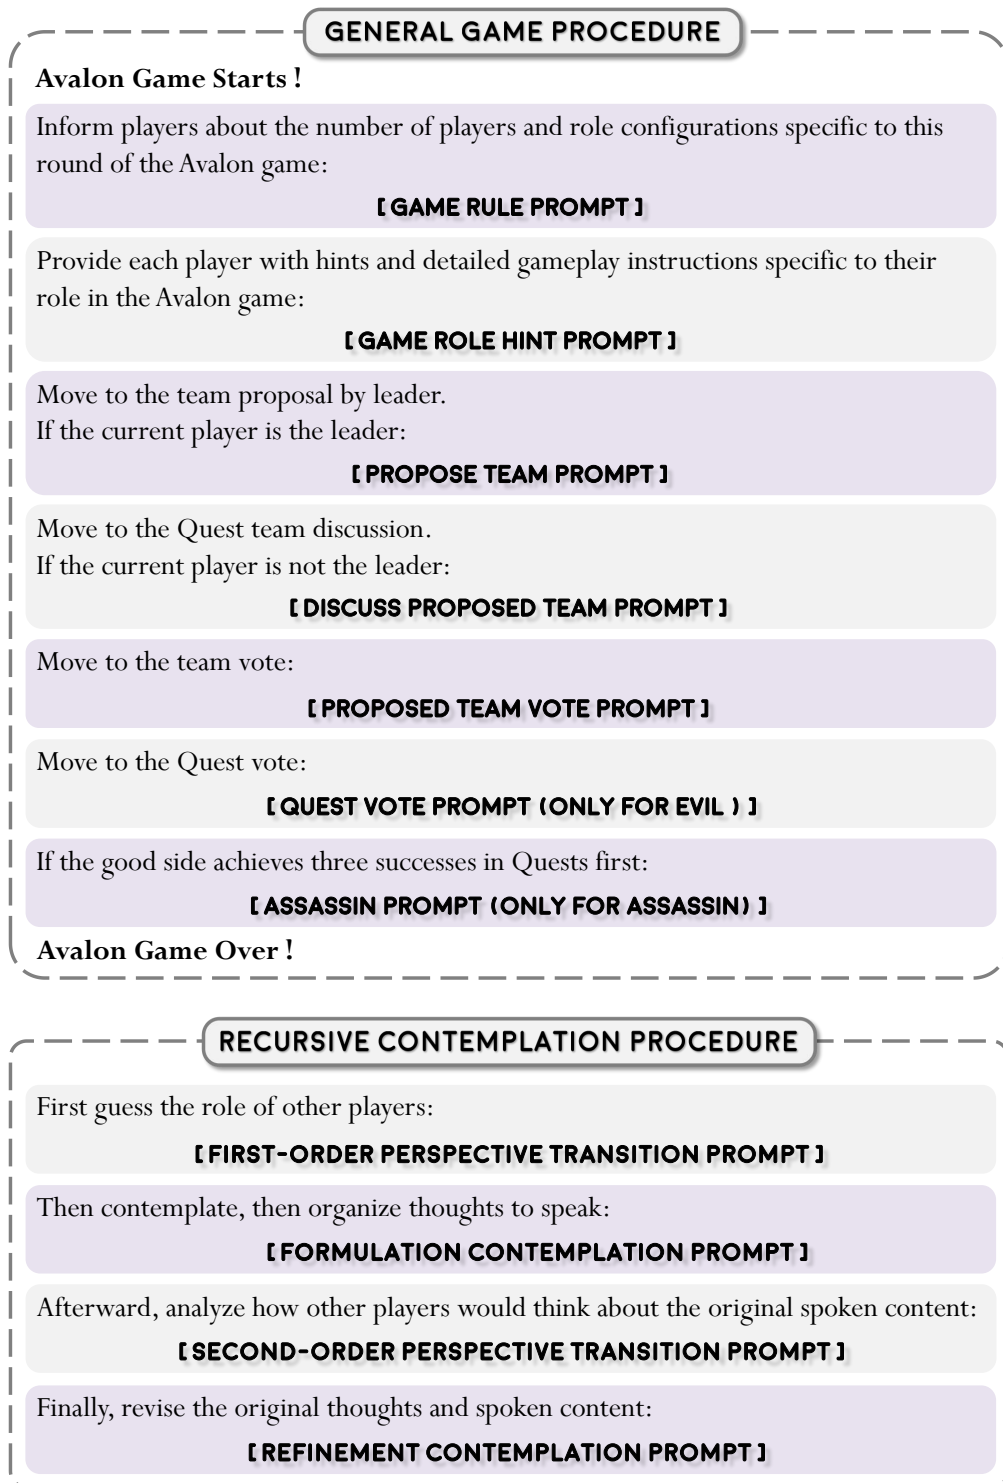 GENERAL GAME PROCEDURE
Avalon Game Starts!
Inform players about the number of players and role configurations specific to this
round of the Avalon game:
[ GAME RULE PROMPT ]
Provide each player with hints and detailed gameplay instructions specific to their
role in the Avalon game:
[ GAME ROLE HINT PROMPT ]
Move to the team proposal by leader.
If the current player is the leader:
[ PROPOSE TEAM PROMPT ]
Move to the Quest team discussion.
If the current player is not the leader:
[ DISCUSS PROPOSED TEAM PROMPT ]
Move to the team vote:
[ PROPOSED TEAM VOTE PROMPT ]
Move to the Quest vote:
[ QUEST VOTE PROMPT (ONLY FOR EVIL ) ]
If the good side achieves three successes in Quests first:
[ ASSASSIN PROMPT (ONLY FOR ASSASSIN) ]
Avalon Game Over!
RECURSIVE CONTEMPLATION PROCEDURE
First guess the role of other players:
[ FIRST-ORDER PERSPECTIVE TRANSITION PROMPT ]
Then contemplate, then organize thoughts to speak:
[ FORMULATION CONTEMPLATION PROMPT ]
Afterward, analyze how other players would think about the original spoken content:
[ SECOND-ORDER PERSPECTIVE TRANSITION PROMPT ]
Finally, revise the original thoughts and spoken content:
[ REFINEMENT CONTEMPLATION PROMPT ]